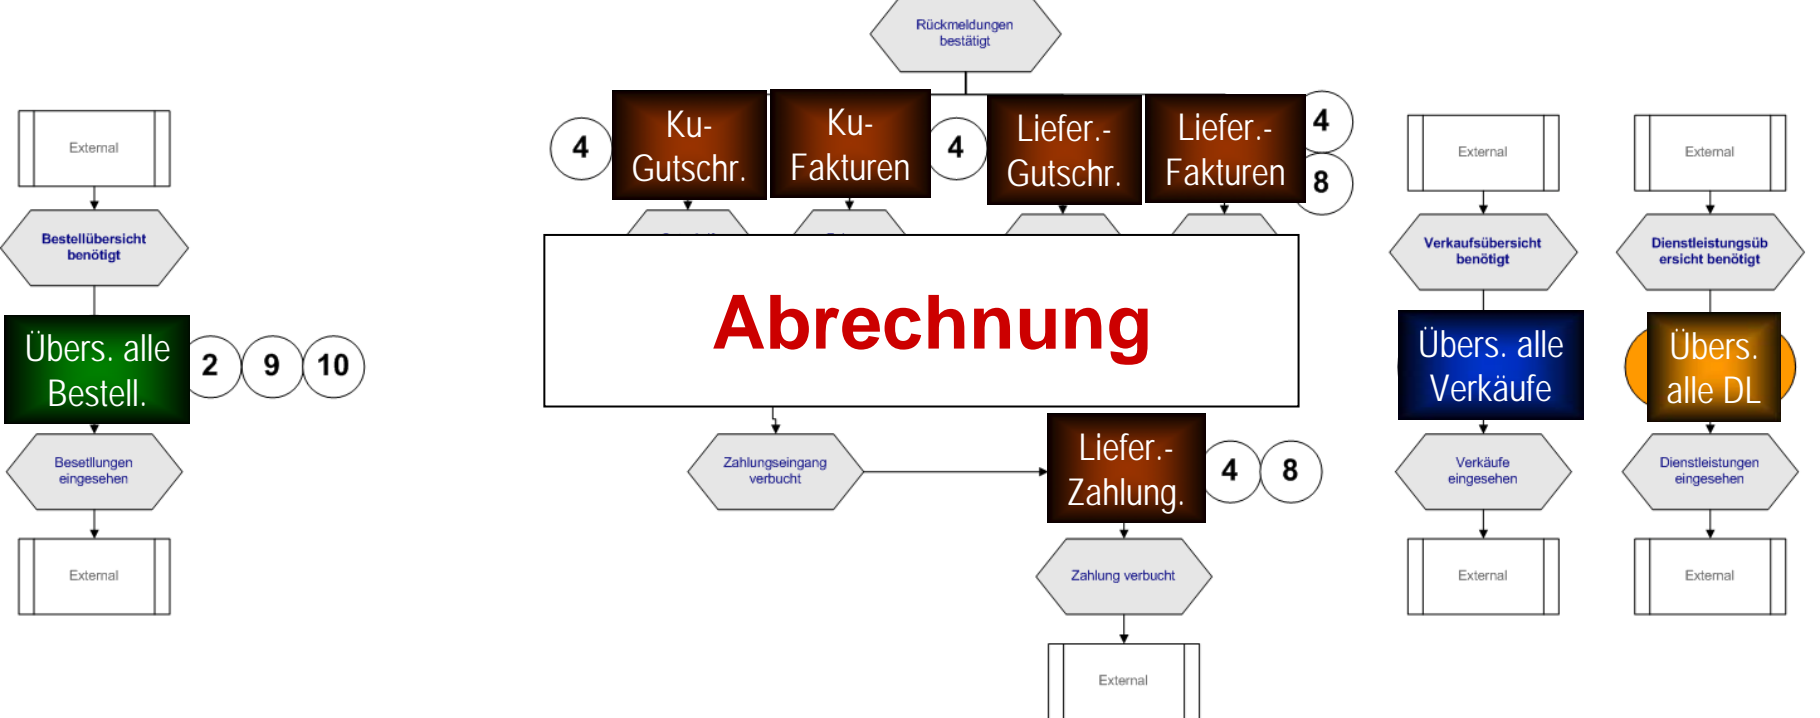 Rückmeldungen
bestätigt
External
Bestellübersicht
benötigt
Übers. alle
Bestell.
2 9 10
Besetllungen
eingesehen
External
4
Ku-
Gutschr.
Ku-
Fakturen
4
Liefer.-
Gutschr.
Liefer.-
Fakturen
4
8
Abrechnung
Zahlungseingang
verbucht
Liefer.-
Zahlung.
4 8
Zahlung verbucht
External
External
Verkaufsübersicht
benötigt
Übers. alle
Verkäufe
Verkäufe
eingesehen
External
External
Dienstleistungsüb
ersicht benötigt
Übers.
alle DL
Dienstleistungen
eingesehen
External